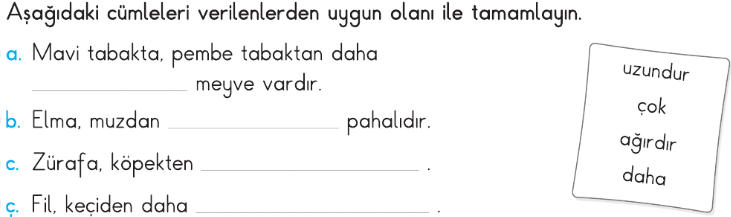 Aşağıdaki cümleleri verilenlerden uygun olanı ile tamamlayın.
a. Mavi tabakta, pembe tabaktan daha
meyve vardır.
b. Elma, muzdan pahalıdır.
c. Zürafa, köpekten .
ç. Fil, keçiden daha .
uzundur
çok
ağırdır
daha